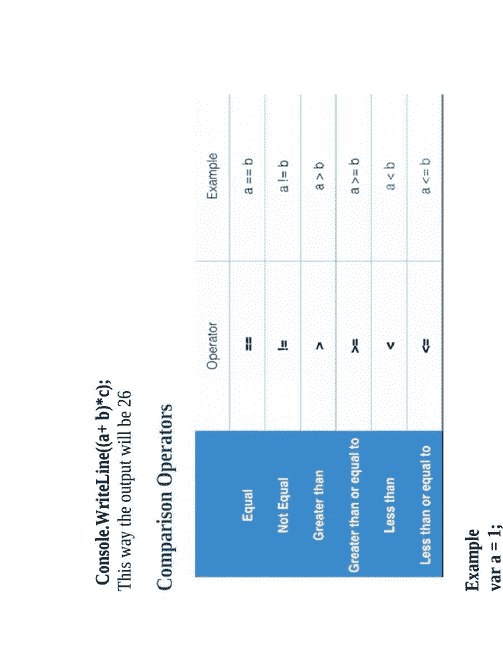 Console.WriteLine((a+ b)*c);
This way the output will be 26
Comparison Operators
Operator Example
Equal == a == b
Not Equal != a != b
Greater than > a > b
Greater than or equal to >= a >= b
Less than < a < b
Less than or equal to <= a <= b
Example
var a = 1;